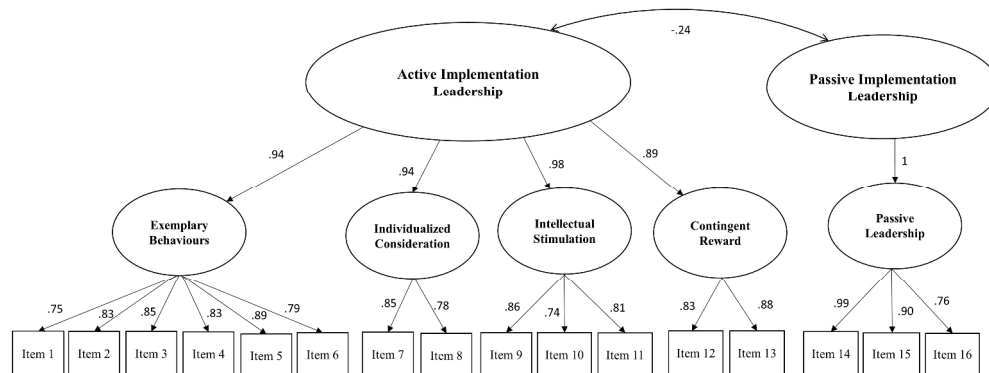 -.24
Active Implementation
Leadership
Passive Implementation
Leadership
.94
.94
.98
.89
1
Exemplary
Behaviours
Individualized
Consideration
Intellectual
Stimulation
Contingent
Reward
Passive
Leadership
.75
.83
.85
.83
.89
.79
.85
.78
.86
.74
.81
.83
.88
.99
.90
.76
Item 1
Item 2
Item 3
Item 4
Item 5
Item 6
Item 7
Item 8
Item 9
Item 10
Item 11
Item 12
Item 13
Item 14
Item 15
Item 16